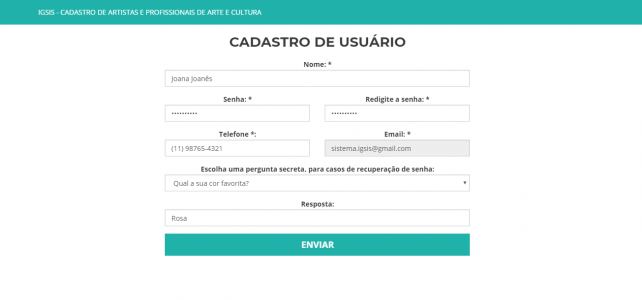 IGSIS - CADASTRO DE ARTISTAS E PROFISSIONAIS DE ARTE E CULTURA
CADASTRO DE USUÁRIO
Nome: *
Joana Joanês
Senha: * Redigite a senha: *
•••••••••• ••••••••••
Telefone *: Email: *
(11) 98765-4321 sistema.igsis@gmail.com
Escolha uma pergunta secreta, para casos de recuperação de senha:
Qual a sua cor favorita?
Resposta:
Rosa
ENVIAR